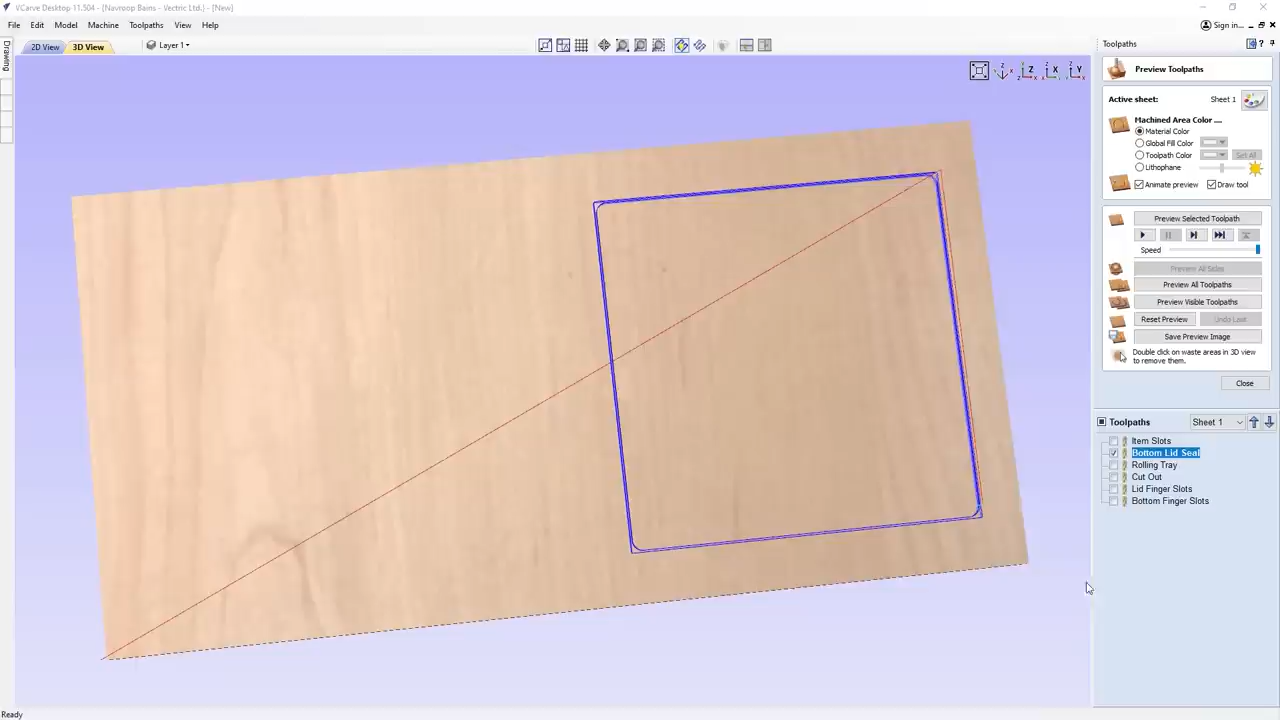 VCarve Desktop 11.504 - {Navroop Bains - Vectric Ltd.} - [New]
File Edit Model Machine Toolpaths View Help
Sign in...
Drawing
2D View 3D View Layer 1
Toolpaths
Preview Toolpaths
Active sheet: Sheet 1
Machined Area Color ....
Material Color
Global Fill Color
Toolpath Color Set All
Lithophane
Animate preview Draw tool
Preview Selected Toolpath
Speed
Preview All Sides
Preview All Toolpaths
Preview Visible Toolpaths
Reset Preview Undo Last
Save Preview Image
Double click on waste areas in 3D view
to remove them.
Close
Toolpaths Sheet 1
Item Slots
Bottom Lid Seal
Rolling Tray
Cut Out
Lid Finger Slots
Bottom Finger Slots
Z X Y
Ready